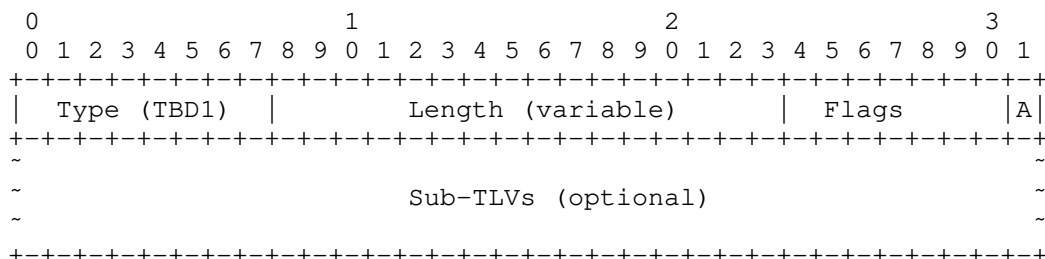 0                   1                   2                   3
 0 1 2 3 4 5 6 7 8 9 0 1 2 3 4 5 6 7 8 9 0 1 2 3 4 5 6 7 8 9 0 1
+-+-+-+-+-+-+-+-+-+-+-+-+-+-+-+-+-+-+-+-+-+-+-+-+-+-+-+-+-+-+-+-+
|  Type (TBD1)  |        Length (variable)      |  Flags      |A|
+-+-+-+-+-+-+-+-+-+-+-+-+-+-+-+-+-+-+-+-+-+-+-+-+-+-+-+-+-+-+-+-+
~                                                               ~
~                        Sub-TLVs (optional)                    ~
~                                                               ~
+-+-+-+-+-+-+-+-+-+-+-+-+-+-+-+-+-+-+-+-+-+-+-+-+-+-+-+-+-+-+-+-+